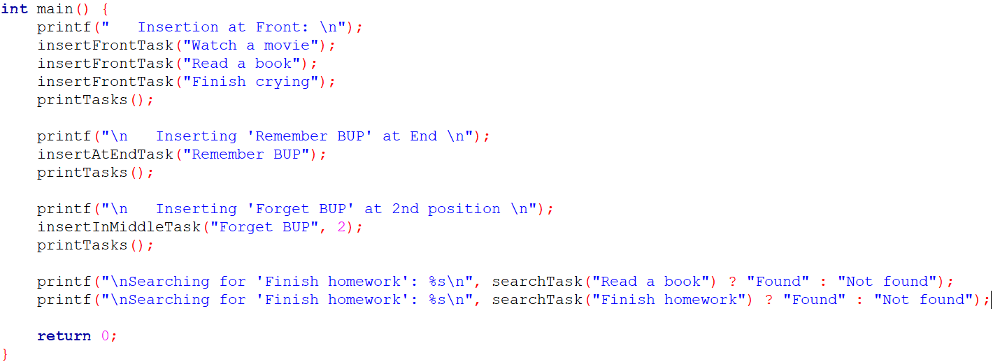 int main() {
    printf("   Insertion at Front: \n");
    insertFrontTask("Watch a movie");
    insertFrontTask("Read a book");
    insertFrontTask("Finish crying");
    printTasks();

    printf("\n   Inserting 'Remember BUP' at End \n");
    insertAtEndTask("Remember BUP");
    printTasks();

    printf("\n   Inserting 'Forget BUP' at 2nd position \n");
    insertInMiddleTask("Forget BUP", 2);
    printTasks();

    printf("\nSearching for 'Finish homework': %s\n", searchTask("Read a book") ? "Found" : "Not found");
    printf("\nSearching for 'Finish homework': %s\n", searchTask("Finish homework") ? "Found" : "Not found");

    return 0;
}